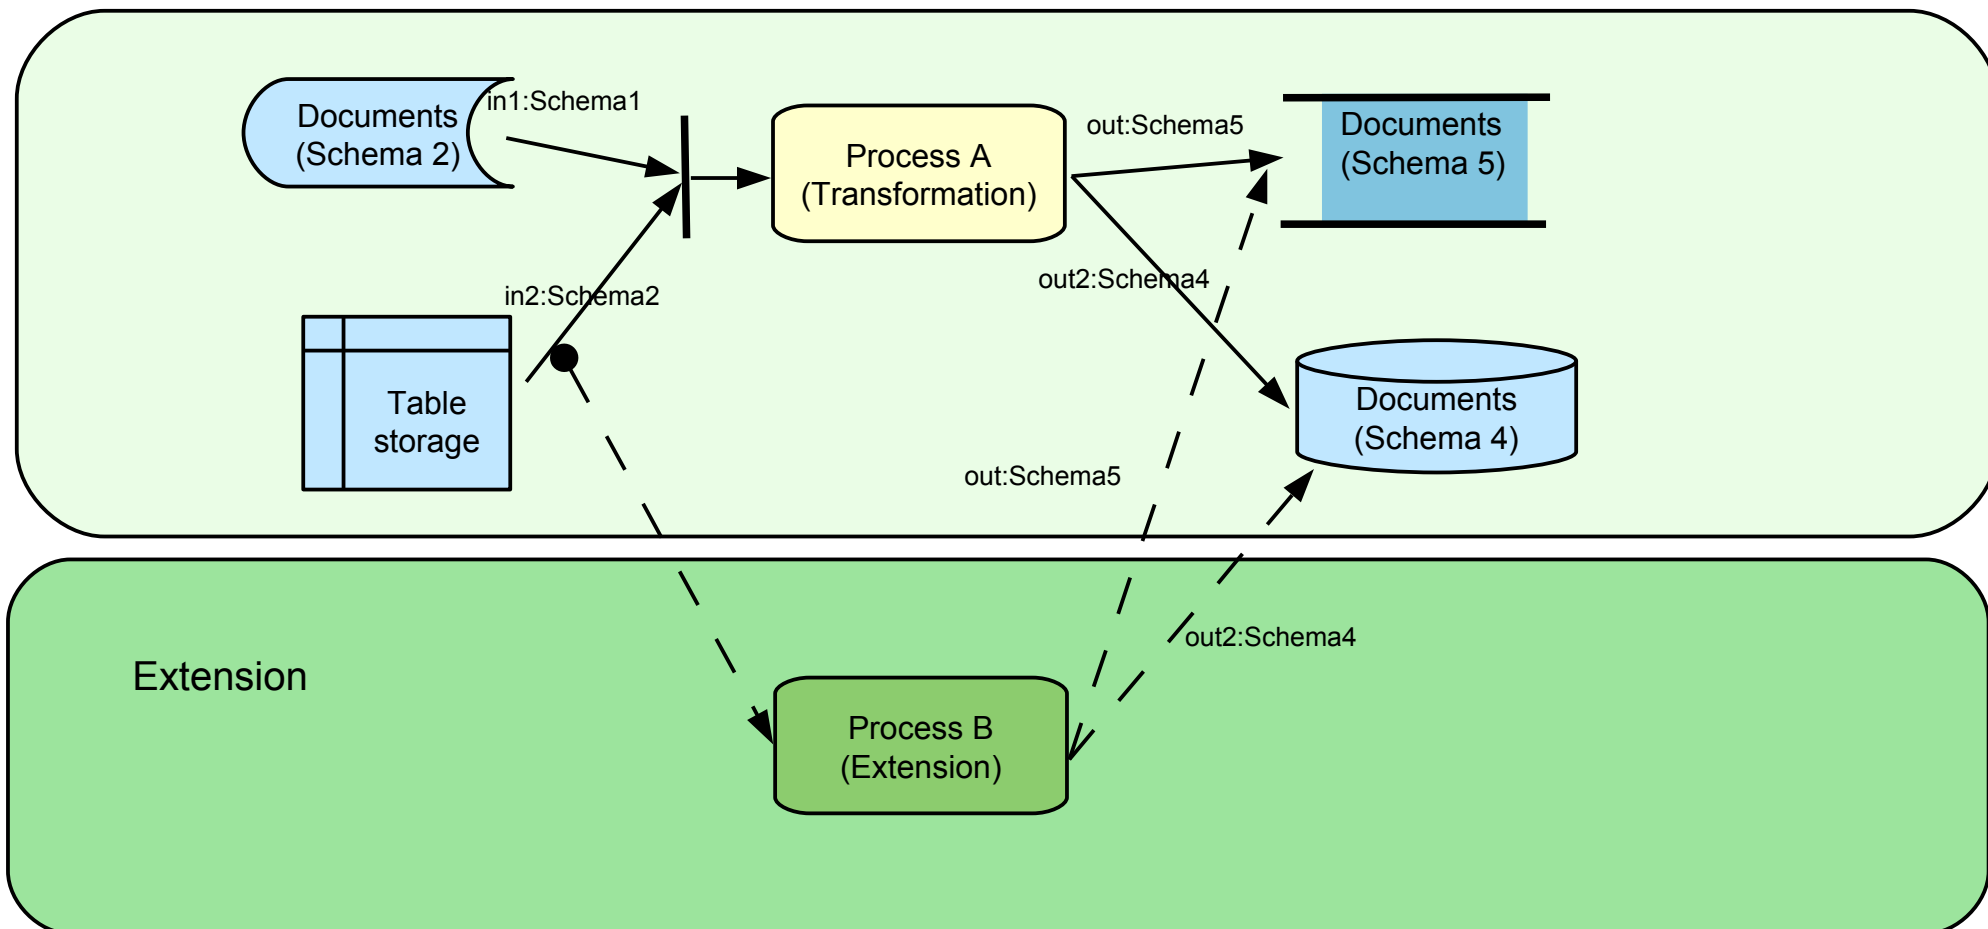 Documents
(Schema 2)
in1:Schema1
Process A
(Transformation)
out:Schema5
Documents
(Schema 5)
in2:Schema2
out2:Schema4
Table
storage
Documents
(Schema 4)
out:Schema5
out2:Schema4
Extension
Process B
(Extension)